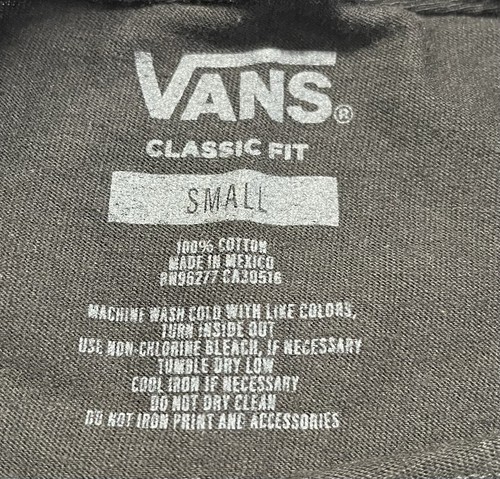 VANS®
CLASSIC FIT
SMALL
100% COTTON
MADE IN MEXICO
RN96277 CA30516
MACHINE WASH COLD WITH LIKE COLORS,
TURN INSIDE OUT
USE NON-CHLORINE BLEACH, IF NECESSARY
TUMBLE DRY LOW
COOL IRON IF NECESSARY
DO NOT DRY CLEAN
DO NOT IRON PRINT AND ACCESSORIES